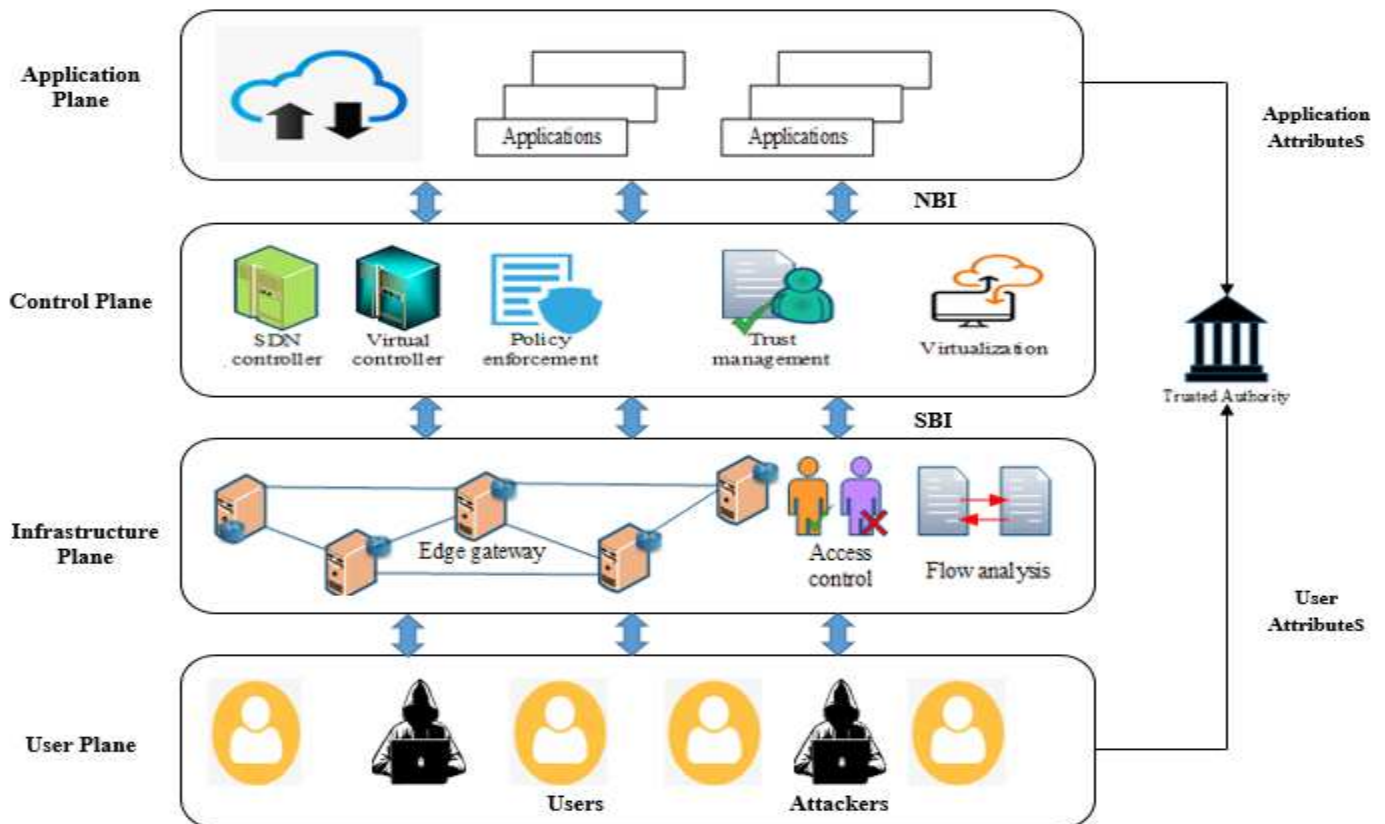 Application
Plane
Applications
Applications
Application
AttributeS
NBI
Control Plane
SDN
controller
Virtual
controller
Policy
enforcement
Trust
management
Virtualization
Trusted Authority
SBI
Infrastructure
Plane
Edge gateway
Access
control
Flow analysis
User
AttributeS
User Plane
Users
Attackers